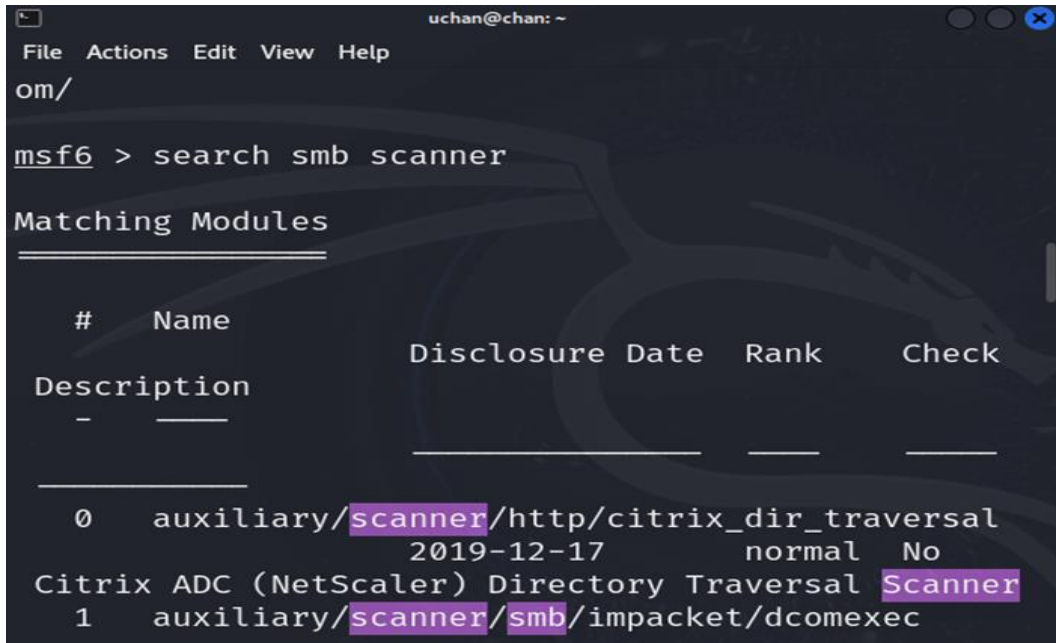 uchan@chan: ~
File Actions Edit View Help
om/
msf6 > search smb scanner
Matching Modules
================
# Name
Disclosure Date Rank Check
Description
- ----
--------------- ---- -----
-----------
0 auxiliary/scanner/http/citrix_dir_traversal
2019-12-17 normal No
Citrix ADC (NetScaler) Directory Traversal Scanner
1 auxiliary/scanner/smb/impacket/dcomexec